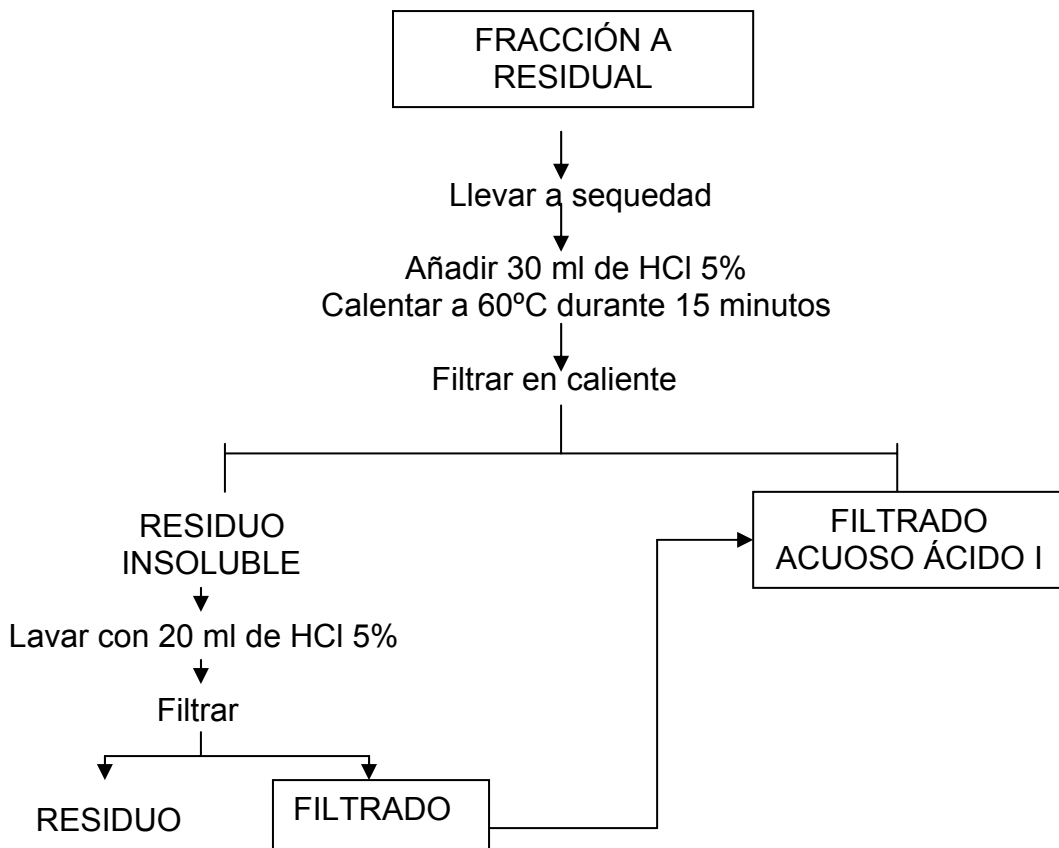 FRACCIÓN A
RESIDUAL
Llevar a sequedad
Añadir 30 ml de HCl 5%
Calentar a 60ºC durante 15 minutos
Filtrar en caliente
RESIDUO
INSOLUBLE
FILTRADO
ACUOSO ÁCIDO I
Lavar con 20 ml de HCl 5%
Filtrar
RESIDUO
FILTRADO